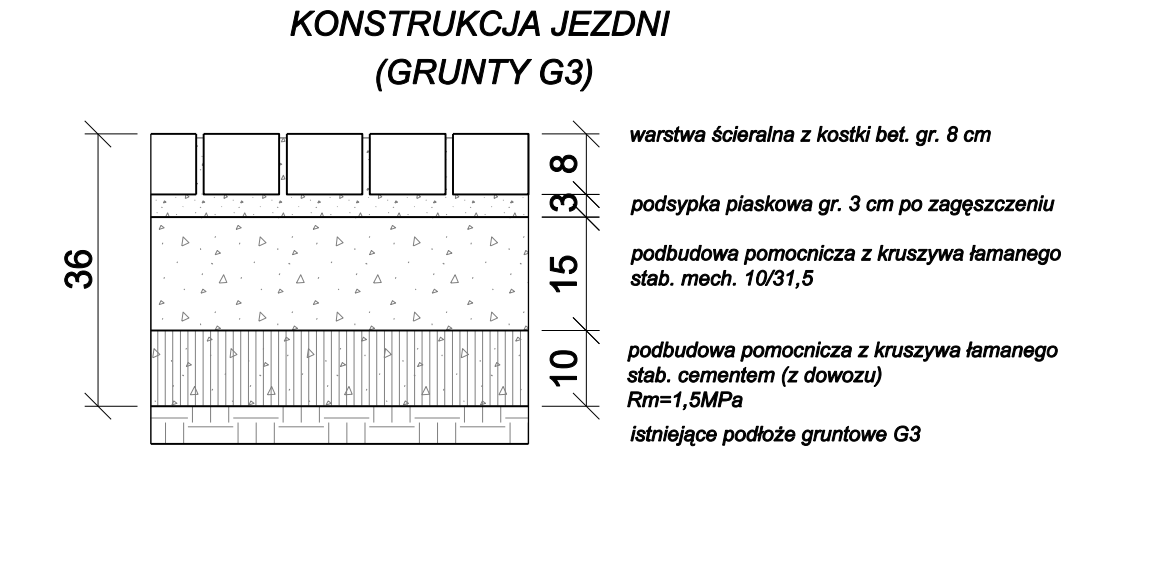 KONSTRUKCJA JEZDNI
(GRUNTY G3)
warstwa ścieralna z kostki bet. gr. 8 cm
8
3
podsypka piaskowa gr. 3 cm po zagęszczeniu
36
15
podbudowa pomocnicza z kruszywa łamanego
stab. mech. 10/31,5
10
podbudowa pomocnicza z kruszywa łamanego
stab. cementem (z dowozu)
Rm=1,5MPa
istniejące podłoże gruntowe G3